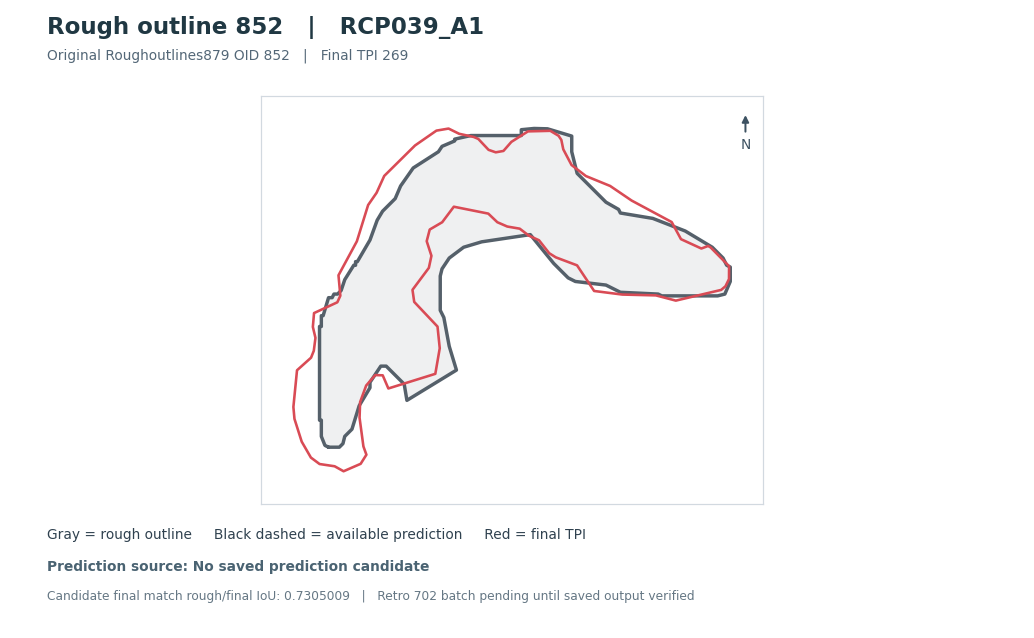 Rough outline 852   |   RCP039_A1
Original Roughoutlines879 OID 852   |   Final TPI 269
N
Gray = rough outline     Black dashed = available prediction     Red = final TPI
Prediction source: No saved prediction candidate
Candidate final match rough/final IoU: 0.7305009   |   Retro 702 batch pending until saved output verified